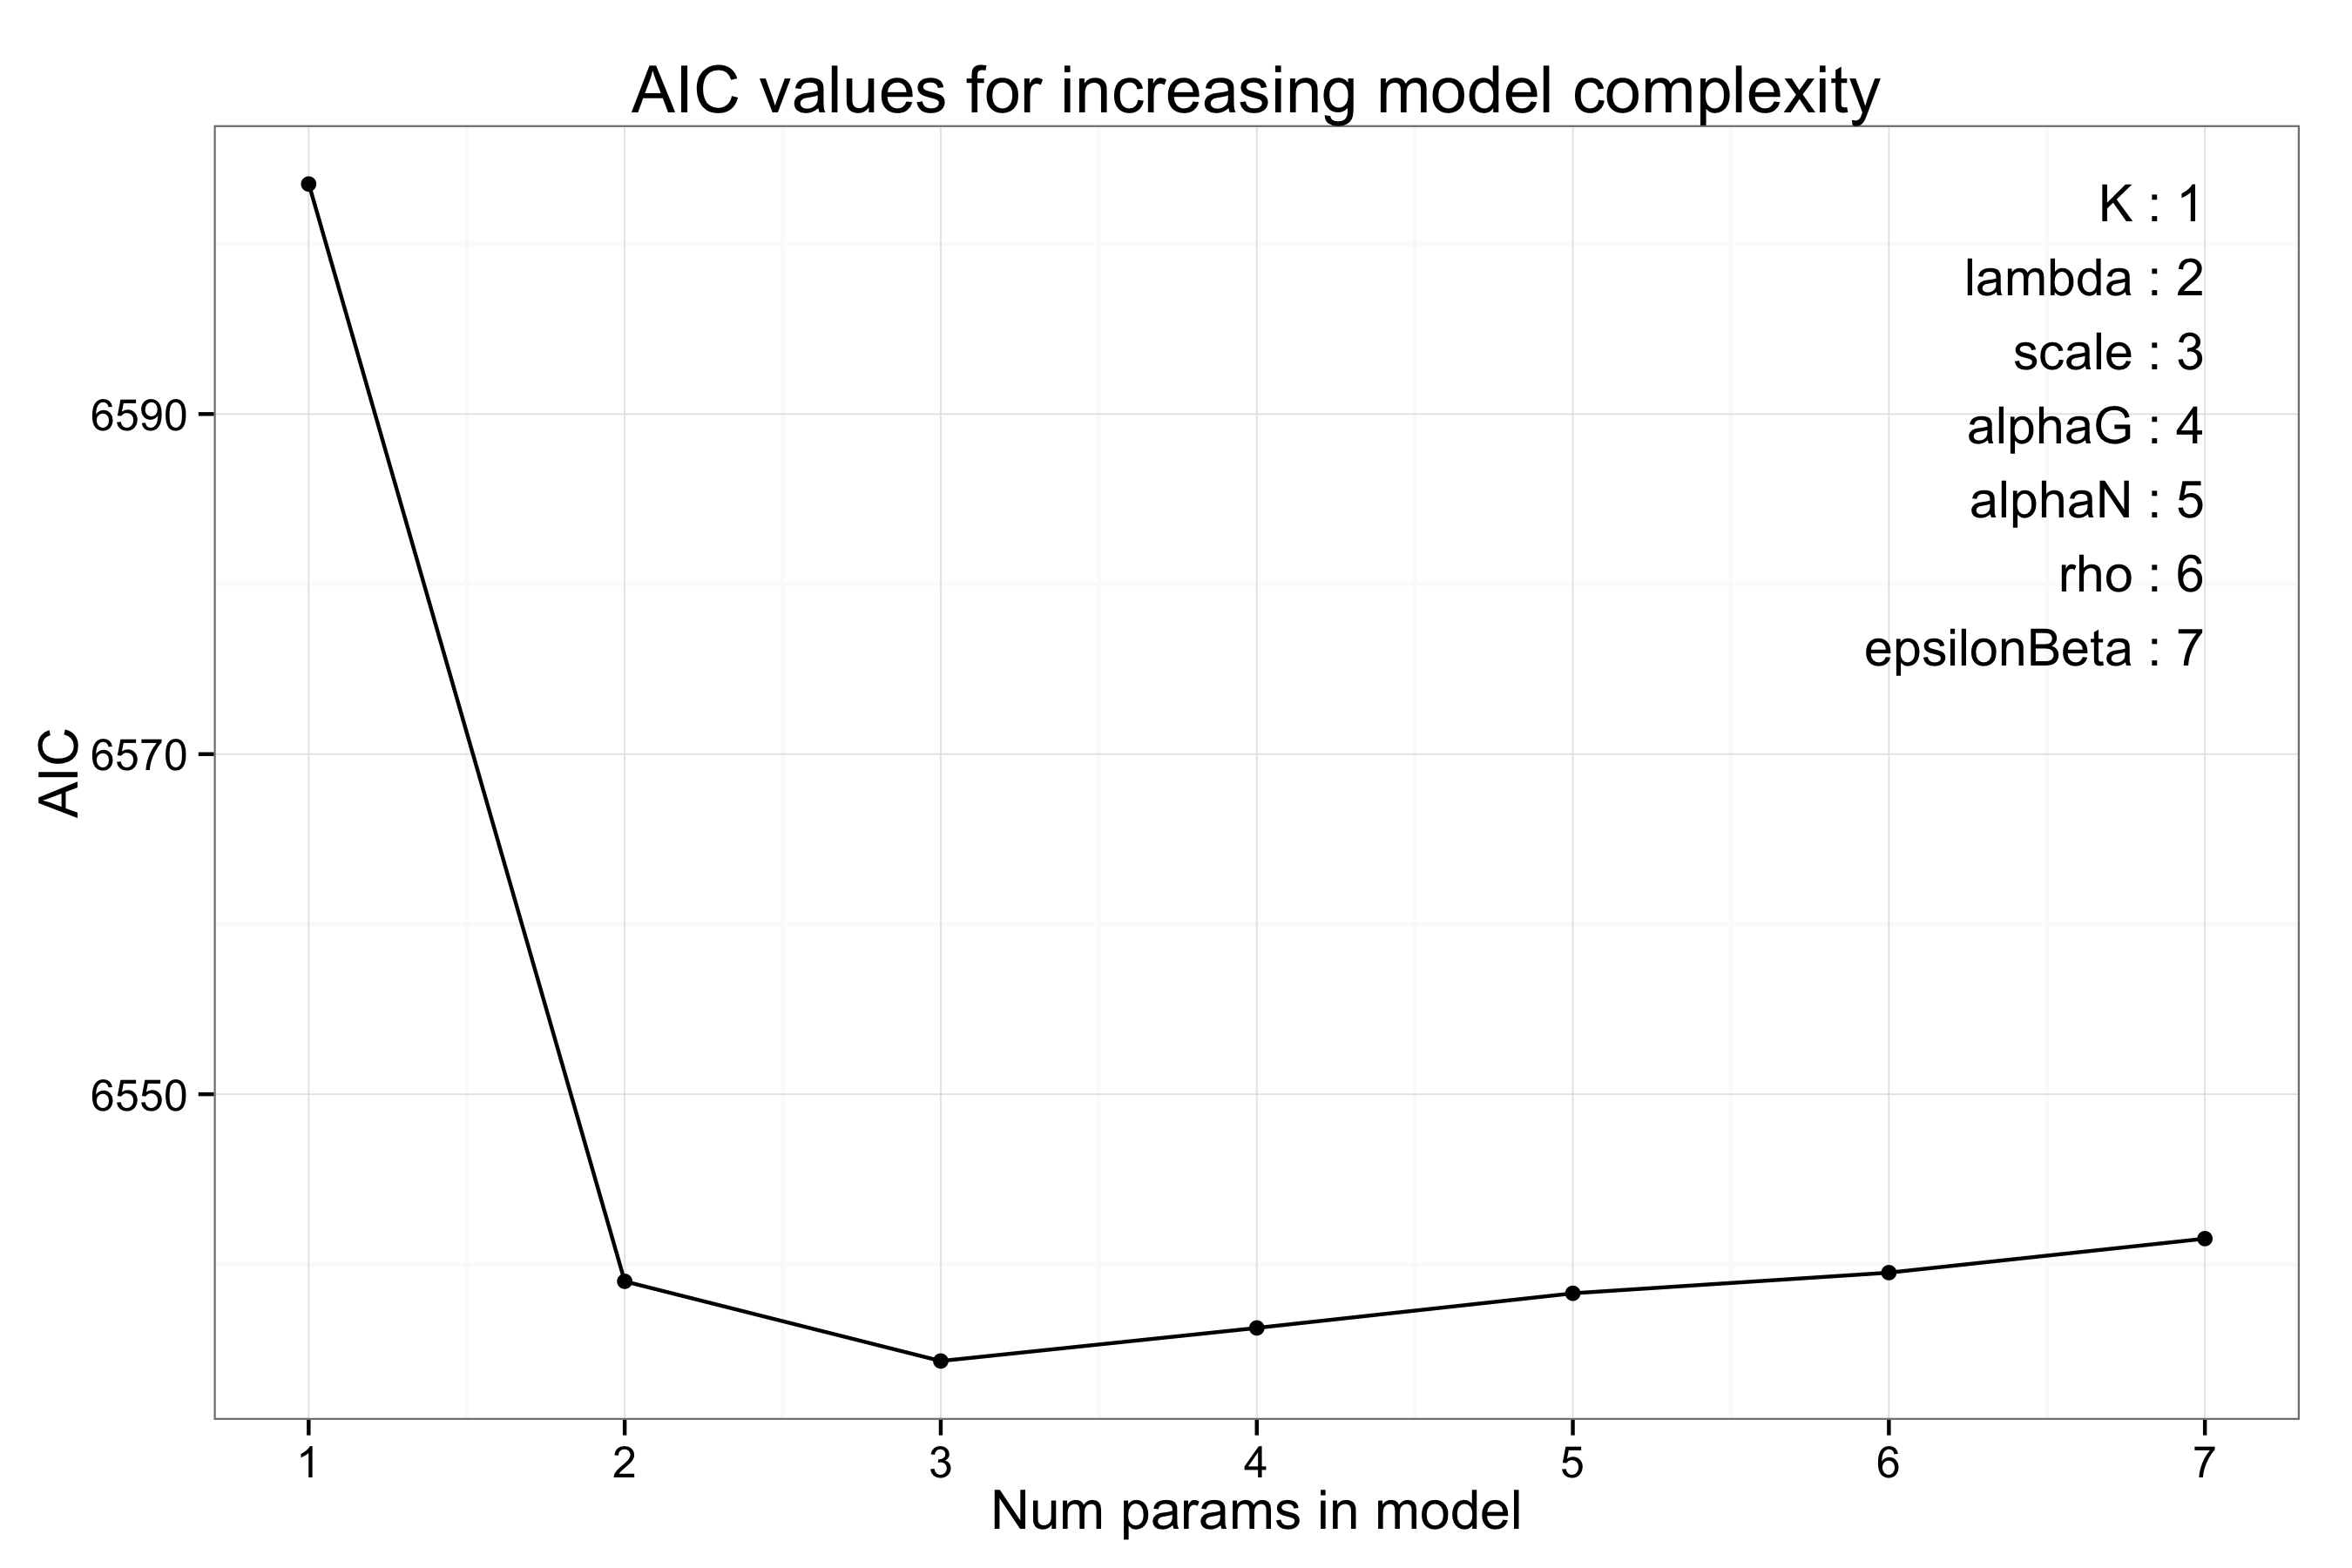 AIC values for increasing model complexity
K : 1
lambda : 2
scale : 3
alphaG : 4
alphaN : 5
rho : 6
epsilonBeta : 7
6590
6570
6550
AIC
1 2 3 4 5 6 7
Num params in model